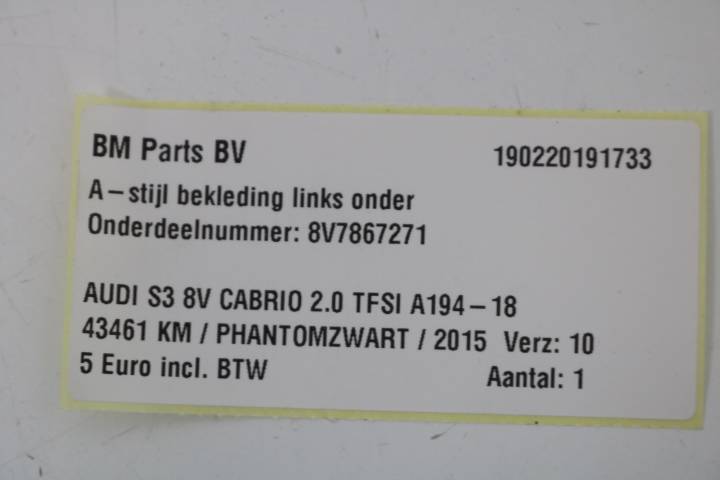 BM Parts BV 190220191733
A-stijl bekleding links onder
Onderdeelnummer: 8V7867271
AUDI S3 8V CABRIO 2.0 TFSI A194-18
43461 KM / PHANTOMZWART / 2015 Verz: 10
5 Euro incl. BTW Aantal: 1